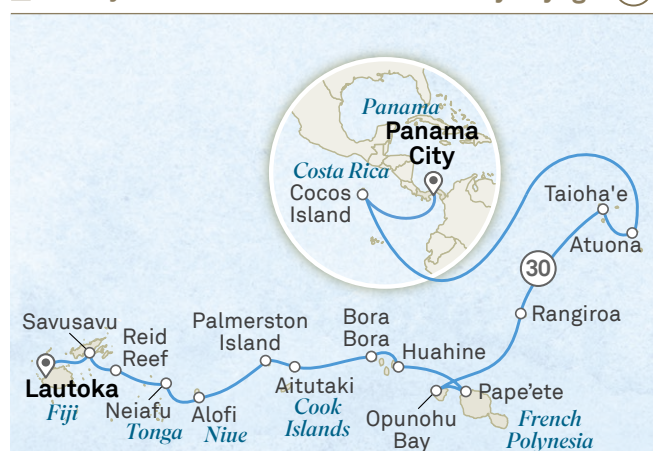 Panama
Panama
City
Costa Rica
Cocos
Island
Taioha'e
Atuona
30
Rangiroa
Savusavu
Reid
Reef
Palmerston
Island
Bora
Bora
Huahine
Lautoka
Fiji
Neiafu
Tonga
Alofi
Niue
Aitutaki
Cook
Islands
Opunohu
Bay
Pape'ete
French
Polynesia